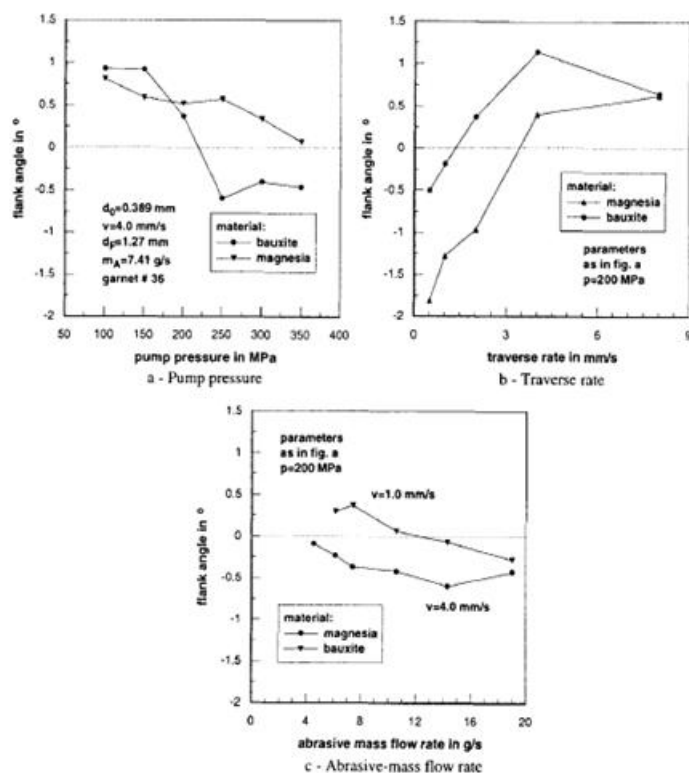 1.5
1
0.5
0
-0.5
-1
-1.5
-2
flank angle in °
d0=0.389 mm
v=4.0 mm/s
dF=1.27 mm
mA=7.41 g/s
garnet # 36
material:
bauxite
magnesia
50 100 150 200 250 300 350 400
pump pressure in MPa
a - Pump pressure
1.5
1
0.5
0
-0.5
-1
-1.5
-2
flank angle in °
material:
magnesia
bauxite
parameters
as in fig. a
p=200 MPa
0 3 6 9
traverse rate in mm/s
b - Traverse rate
1.5
1
0.5
0
-0.5
-1
-1.5
-2
flank angle in °
parameters
as in fig. a
p=200 MPa
v=1.0 mm/s
v=4.0 mm/s
material:
magnesia
bauxite
0 4 8 12 16 20
abrasive mass flow rate in g/s
c - Abrasive-mass flow rate